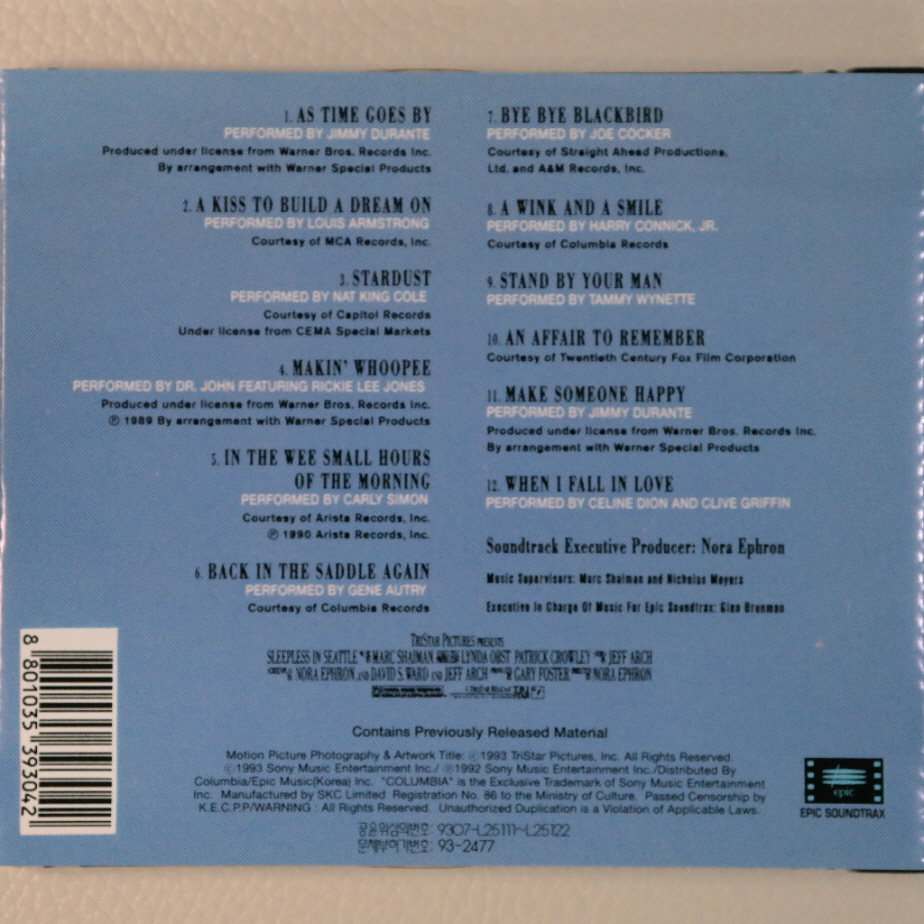 1. AS TIME GOES BY
PERFORMED BY JIMMY DURANTE
Produced under license from Warner Bros. Records Inc.
By arrangement with Warner Special Products
2. A KISS TO BUILD A DREAM ON
PERFORMED BY LOUIS ARMSTRONG
Courtesy of MCA Records, Inc.
3. STARDUST
PERFORMED BY NAT KING COLE
Courtesy of Capitol Records
Under license from CEMA Special Markets
4. MAKIN' WHOOPEE
PERFORMED BY DR. JOHN FEATURING RICKIE LEE JONES
Produced under license from Warner Bros. Records Inc.
℗ 1989 By arrangement with Warner Special Products
5. IN THE WEE SMALL HOURS
OF THE MORNING
PERFORMED BY CARLY SIMON
Courtesy of Arista Records, Inc.
℗ 1990 Arista Records, Inc.
6. BACK IN THE SADDLE AGAIN
PERFORMED BY GENE AUTRY
Courtesy of Columbia Records
7. BYE BYE BLACKBIRD
PERFORMED BY JOE COCKER
Courtesy of Straight Ahead Productions,
Ltd. and A&M Records, Inc.
8. A WINK AND A SMILE
PERFORMED BY HARRY CONNICK, JR.
Courtesy of Columbia Records
9. STAND BY YOUR MAN
PERFORMED BY TAMMY WYNETTE
10. AN AFFAIR TO REMEMBER
Courtesy of Twentieth Century Fox Film Corporation
11. MAKE SOMEONE HAPPY
PERFORMED BY JIMMY DURANTE
Produced under license from Warner Bros. Records Inc.
By arrangement with Warner Special Products
12. WHEN I FALL IN LOVE
PERFORMED BY CELINE DION AND CLIVE GRIFFIN
Soundtrack Executive Producer: Nora Ephron
Music Supervisors: Marc Shaiman and Nicholas Meyers
Executive In Charge Of Music For Epic Soundtrax: Glen Brunman
TRISTAR PICTURES PRESENTS
SLEEPLESS IN SEATTLE MARC SHAIMAN LYNDA OBST PATRICK CROWLEY JEFF ARCH
NORA EPHRON AND DAVID S. WARD AND JEFF ARCH GARY FOSTER NORA EPHRON
Contains Previously Released Material
Motion Picture Photography & Artwork Title: ©1993 TriStar Pictures, Inc. All Rights Reserved.
©1993 Sony Music Entertainment Inc./ ℗1992 Sony Music Entertainment Inc./Distributed By
Columbia/Epic Music(Korea) Inc. "COLUMBIA" is the Exclusive Trademark of Sony Music Entertainment
Inc. Manufactured by SKC Limited Registration No. 86 to the Ministry of Culture. Passed Censorship by
K.E.C.P.P/WARNING : All Rights Reserved. Unauthorized Duplication is a Violation of Applicable Laws.
공윤위심의번호: 9307-L25111~L25122
문체부허가번호: 93-2477
8 801035 393042
epic
EPIC SOUNDTRAX